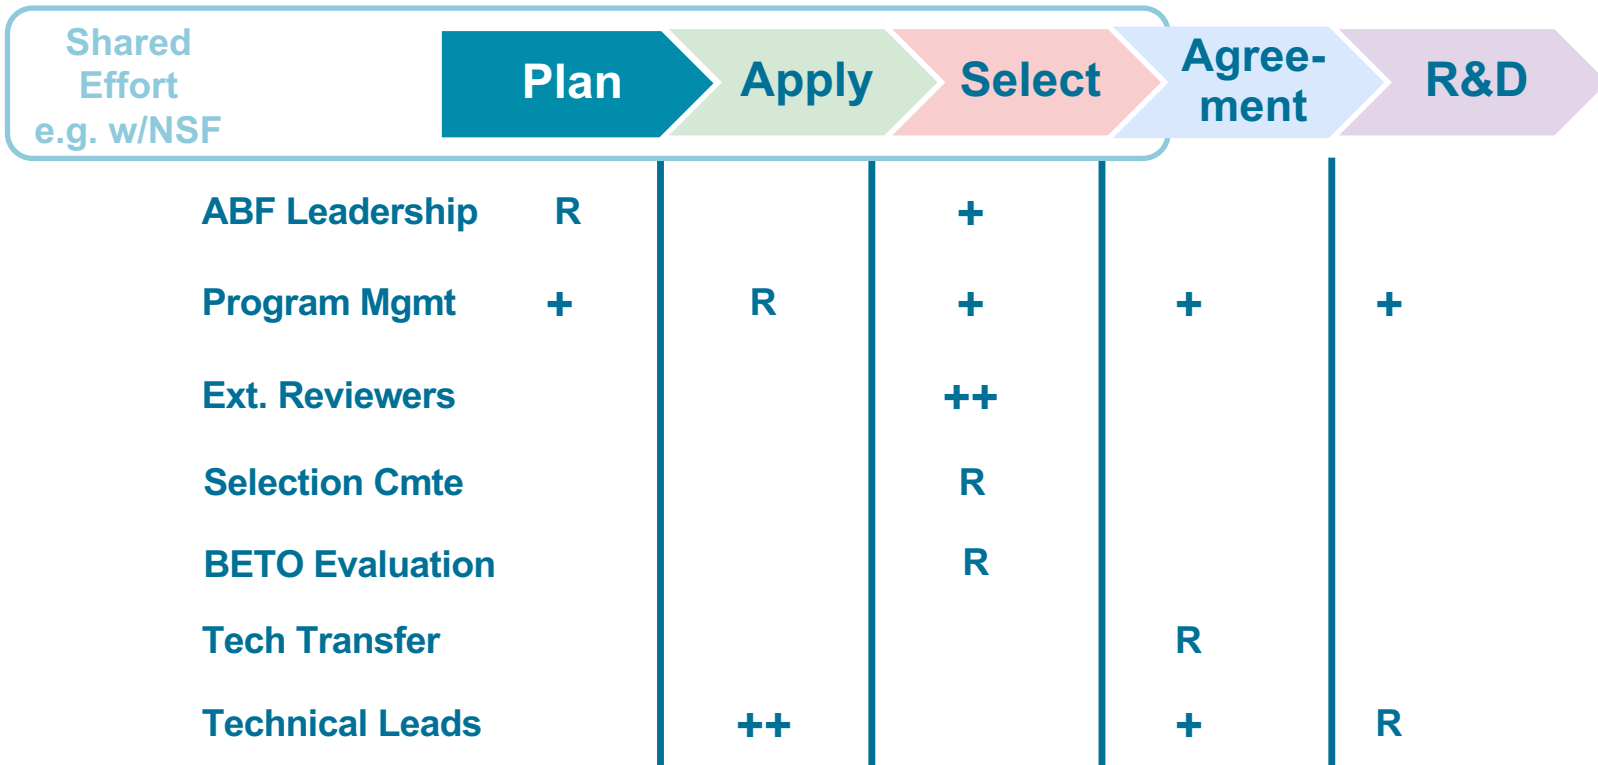 Shared
Effort
e.g. w/NSF
Plan
Apply
Select
Agree-
ment
R&D
ABF Leadership R +
Program Mgmt + R + + +
Ext. Reviewers ++
Selection Cmte R
BETO Evaluation R
Tech Transfer R
Technical Leads ++ + R